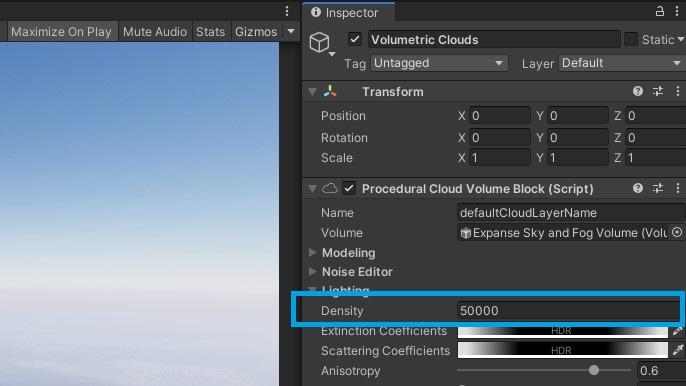 Inspector
Maximize On Play Mute Audio Stats Gizmos
Volumetric Clouds Static
Tag Untagged Layer Default
Transform
Position X 0 Y 0 Z 0
Rotation X 0 Y 0 Z 0
Scale X 1 Y 1 Z 1
Procedural Cloud Volume Block (Script)
Name defaultCloudLayerName
Volume Expanse Sky and Fog Volume (Volu
Modeling
Noise Editor
Lighting
Density 50000
Extinction Coefficients HDR
Scattering Coefficients HDR
Anisotropy 0.6